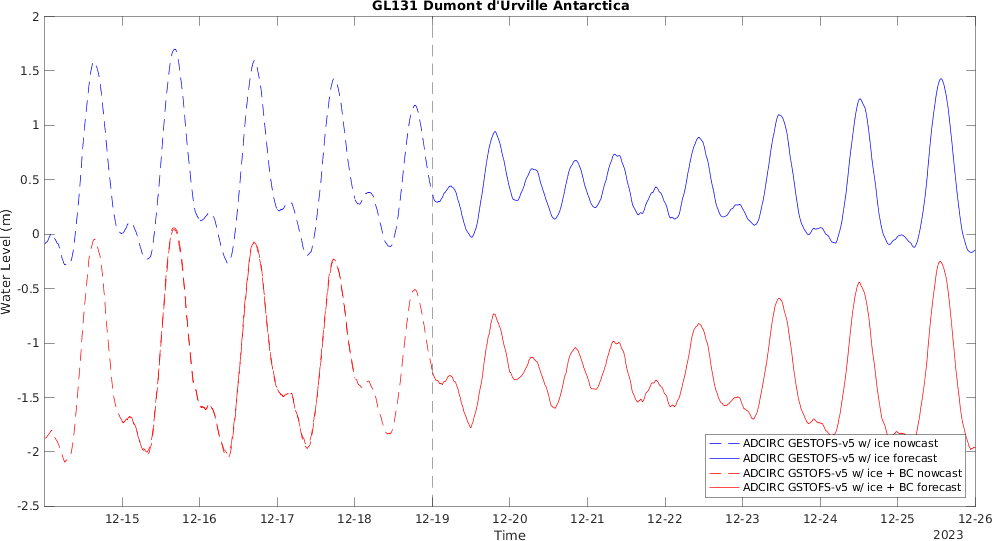 GL131 Dumont d'Urville Antarctica
2
1.5
1
0.5
0
-0.5
-1
-1.5
-2
-2.5
Water Level (m)
12-15 12-16 12-17 12-18 12-19 12-20 12-21 12-22 12-23 12-24 12-25 12-26
Time
2023
ADCIRC GESTOFS-v5 w/ ice nowcast
ADCIRC GESTOFS-v5 w/ ice forecast
ADCIRC GSTOFS-v5 w/ ice + BC nowcast
ADCIRC GSTOFS-v5 w/ ice + BC forecast